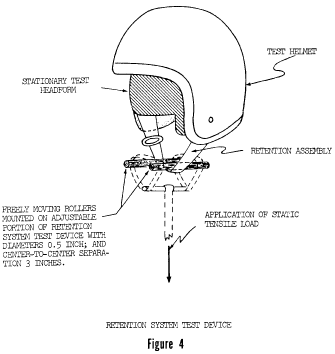 TEST HELMET
STATIONARY TEST
HEADFORM
RETENTION ASSEMBLY
FREELY MOVING ROLLERS
MOUNTED ON ADJUSTABLE
PORTION OF RETENTION
SYSTEM TEST DEVICE WITH
DIAMETERS 0.5 INCH; AND
CENTER-TO-CENTER SEPARA-
TION 3 INCHES.
APPLICATION OF STATIC
TENSILE LOAD
RETENTION SYSTEM TEST DEVICE
Figure 4